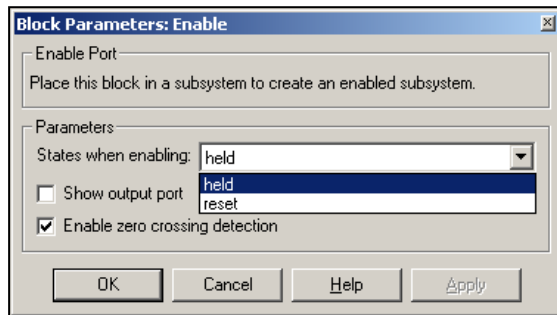 Block Parameters: Enable
Enable Port
Place this block in a subsystem to create an enabled subsystem.
Parameters
States when enabling: held
held
reset
Show output port
Enable zero crossing detection
OK Cancel Help Apply